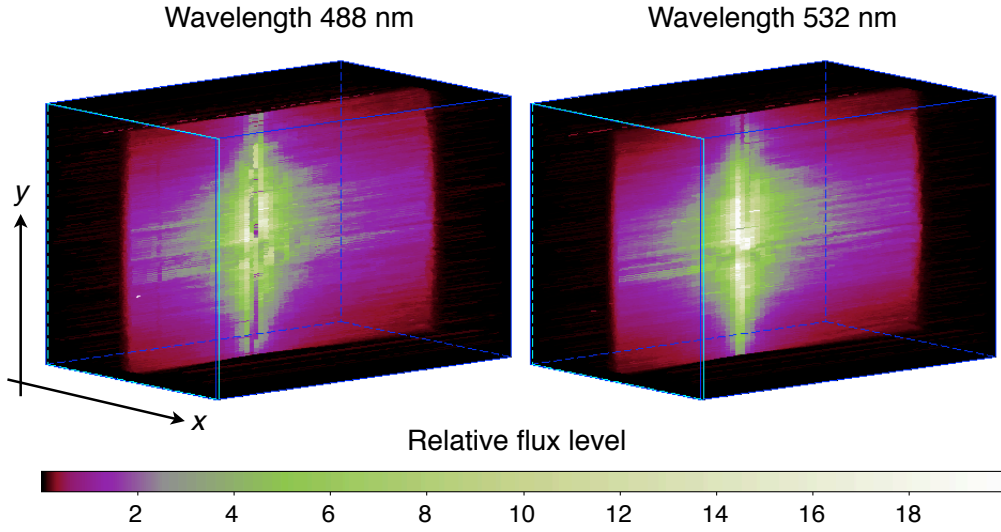 Wavelength 488 nm
Wavelength 532 nm
y
x
Relative flux level
2 4 6 8 10 12 14 16 18